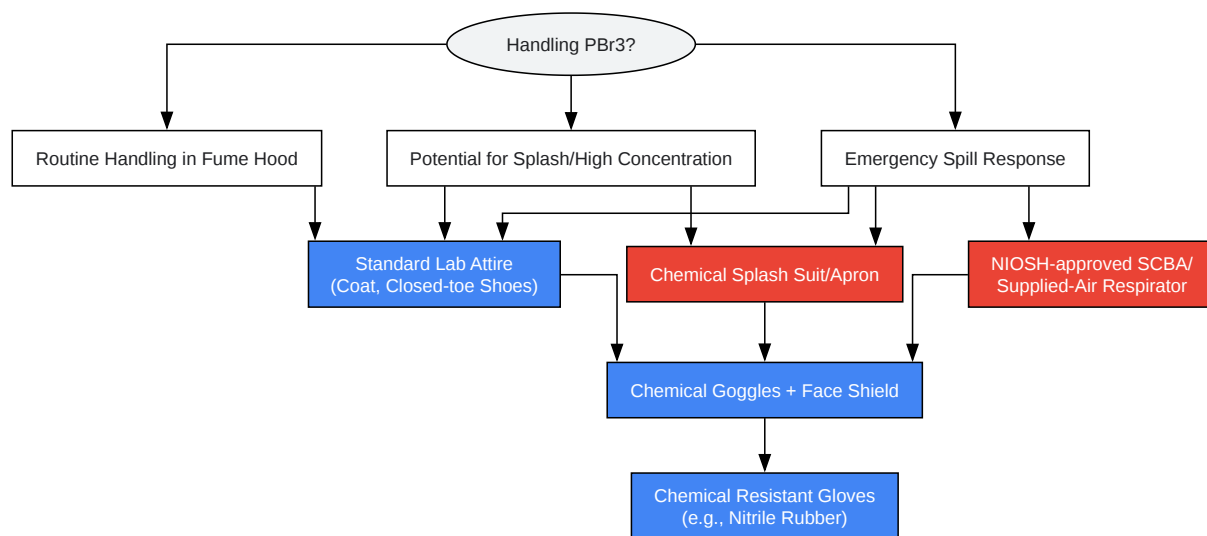 Handling PBr3?
Routine Handling in Fume Hood
Potential for Splash/High Concentration
Emergency Spill Response
Standard Lab Attire
(Coat, Closed-toe Shoes)
Chemical Splash Suit/Apron
NIOSH-approved SCBA/
Supplied-Air Respirator
Chemical Goggles + Face Shield
Chemical Resistant Gloves
(e.g., Nitrile Rubber)